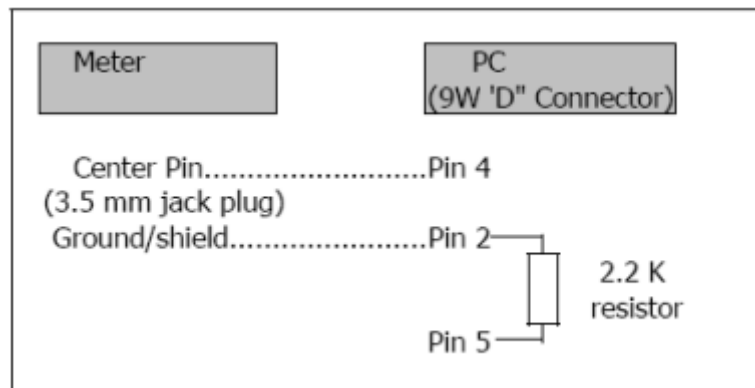 Meter
PC
(9W 'D" Connector)
Center Pin..........................Pin 4
(3.5 mm jack plug)
Ground/shield.......................Pin 2
2.2 K
resistor
Pin 5